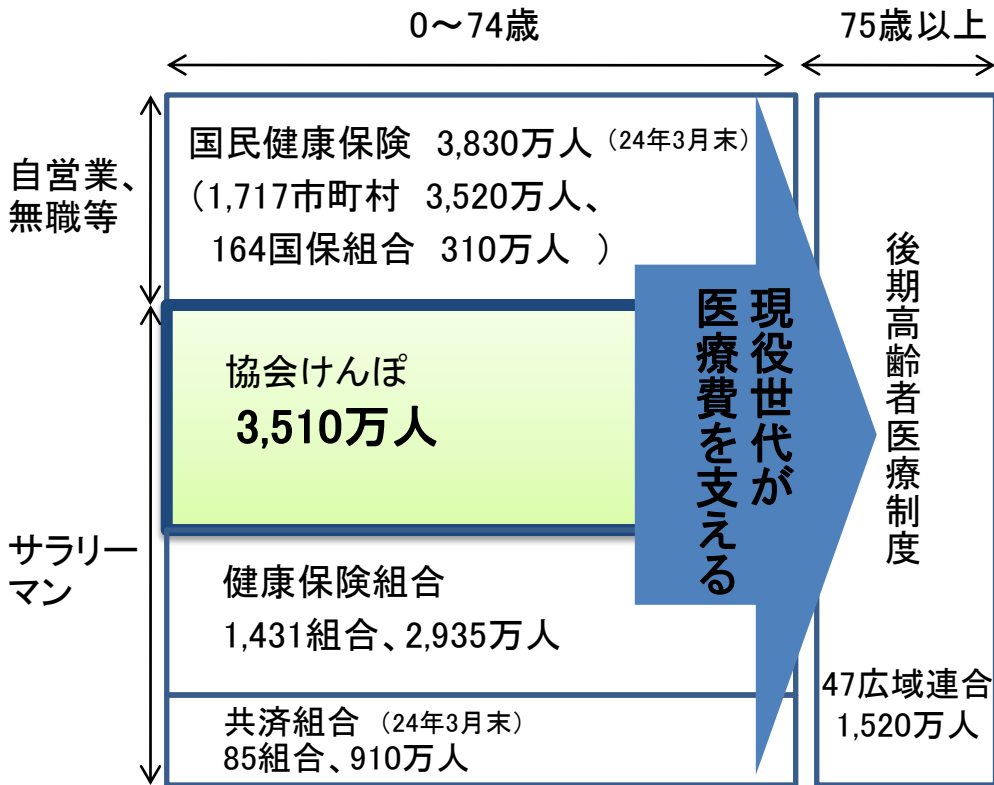 0～74歳
75歳以上
自営業、
無職等
国民健康保険 3,830万人 (24年3月末)
(1,717市町村 3,520万人、
164国保組合 310万人 )
協会けんぽ
3,510万人
サラリー
マン
健康保険組合
1,431組合、2,935万人
共済組合 (24年3月末)
85組合、910万人
現役世代が
医療費を支える
後期高齢者医療制度
47広域連合
1,520万人